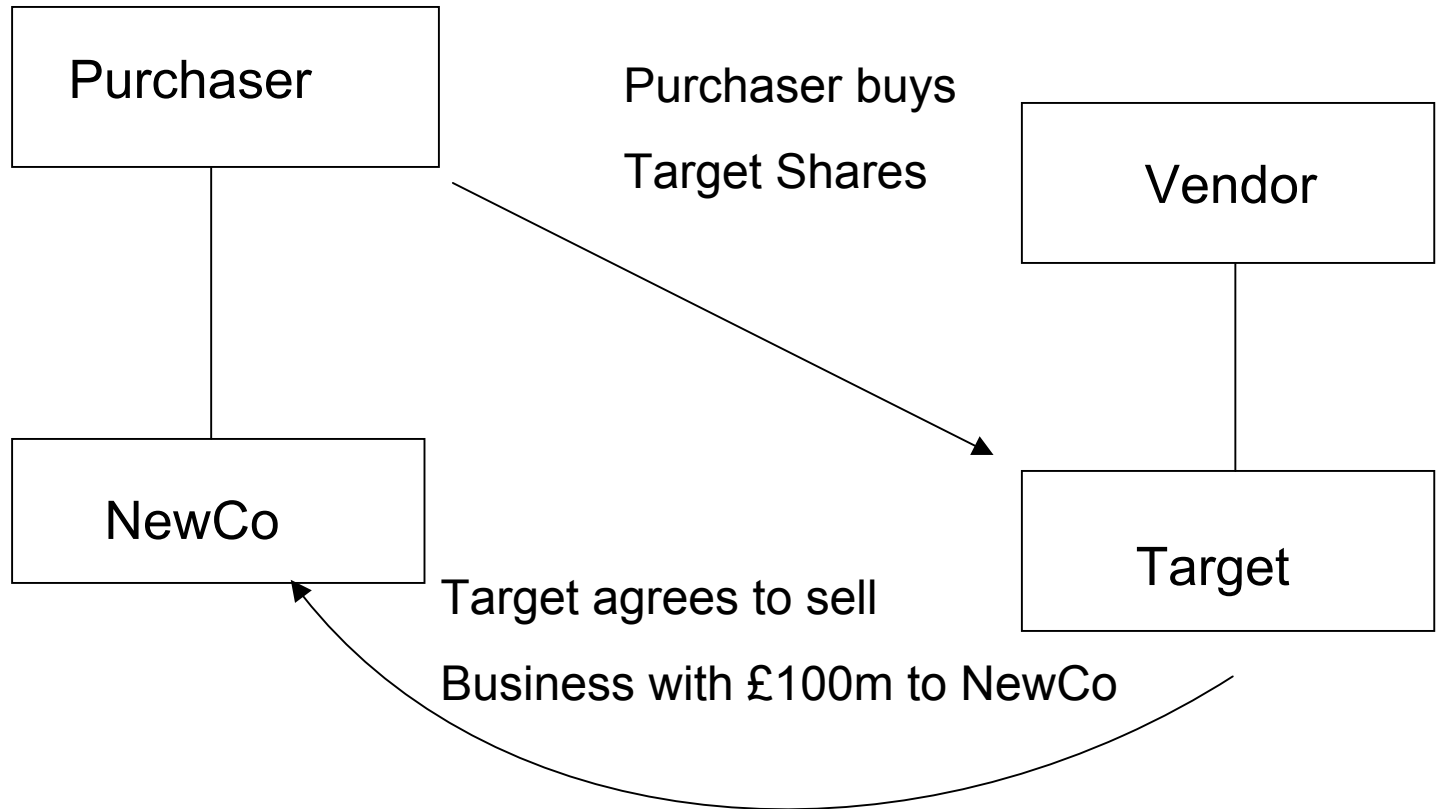 Purchaser
Purchaser buys
Target Shares
Vendor
NewCo
Target
Target agrees to sell
Business with £100m to NewCo